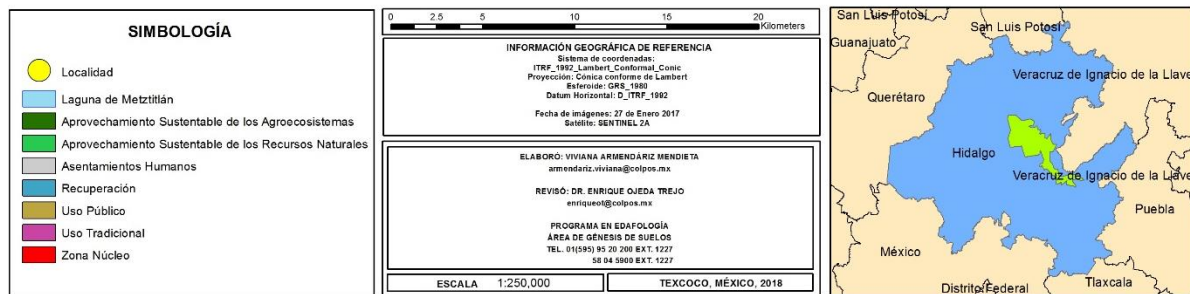 SIMBOLOGÍA
Localidad
Laguna de Metztitlán
Aprovechamiento Sustentable de los Agroecosistemas
Aprovechamiento Sustentable de los Recursos Naturales
Asentamientos Humanos
Recuperación
Uso Público
Uso Tradicional
Zona Núcleo
0 2.5 5 10 15 20
Kilometers
INFORMACIÓN GEOGRÁFICA DE REFERENCIA
Sistema de coordenadas:
ITRF_1992_Lambert_Conformal_Conic
Proyección: Cónica conforme de Lambert
Esferoide: GRS_1980
Datum Horizontal: D_ITRF_1992
Fecha de imágenes: 27 de Enero 2017
Satélite: SENTINEL 2A
ELABORÓ: VIVIANA ARMENDÁRIZ MENDIETA
armendariz.viviana@colpos.mx
REVISÓ: DR. ENRIQUE OJEDA TREJO
enriqueot@colpos.mx
PROGRAMA EN EDAFOLOGÍA
ÁREA DE GÉNESIS DE SUELOS
TEL. 01(595) 95 20 200 EXT. 1227
58 04 5900 EXT. 1227
ESCALA 1:250,000
TEXCOCO, MÉXICO, 2018
San Luis Potosí
San Luis Potosí
Guanajuato
Veracruz de Ignacio de la Llave
Querétaro
Hidalgo
Veracruz de Ignacio de la Llave
Puebla
México
Tlaxcala
Distrito Federal